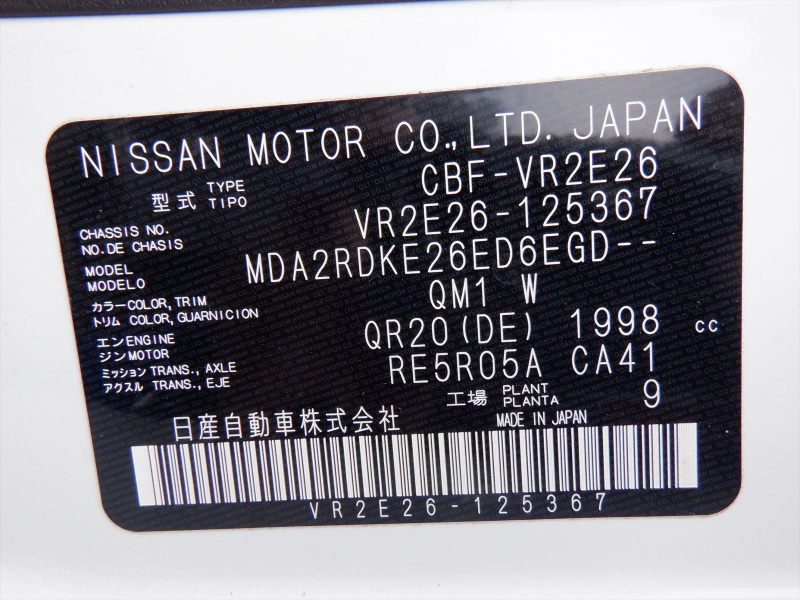 NISSAN MOTOR CO.,LTD. JAPAN
型式 TYPE TIPO CBF-VR2E26
CHASSIS NO. NO.DE CHASIS VR2E26-125367
MODEL MODELO MDA2RDKE26ED6EGD--
カラー COLOR, TRIM トリム COLOR, GUARNICION QM1 W
エンジン ENGINE MOTOR QR20(DE) 1998 cc
ミッション TRANS., AXLE アクスル TRANS., EJE RE5R05A CA41
工場 PLANT PLANTA 9
日産自動車株式会社 MADE IN JAPAN
VR2E26-125367